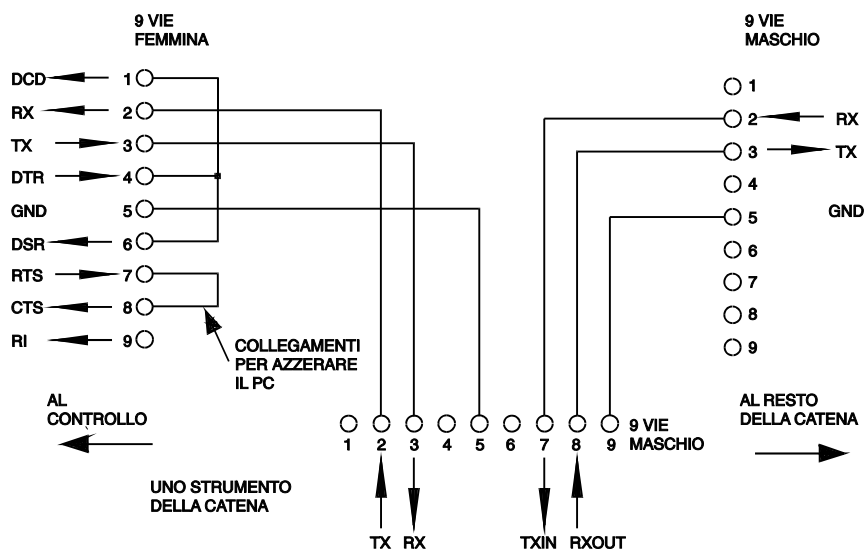 9 VIE
FEMMINA
9 VIE
MASCHIO
DCD 1
RX 2
TX 3
DTR 4
GND 5
DSR 6
RTS 7
CTS 8
RI 9
1
2 RX
3 TX
4
5 GND
6
7
8
9
COLLEGAMENTI
PER AZZERARE
IL PC
AL
CONTROLLO
AL RESTO
DELLA CATENA
1 2 3 4 5 6 7 8 9
9 VIE
MASCHIO
UNO STRUMENTO
DELLA CATENA
TX RX TXIN RXOUT